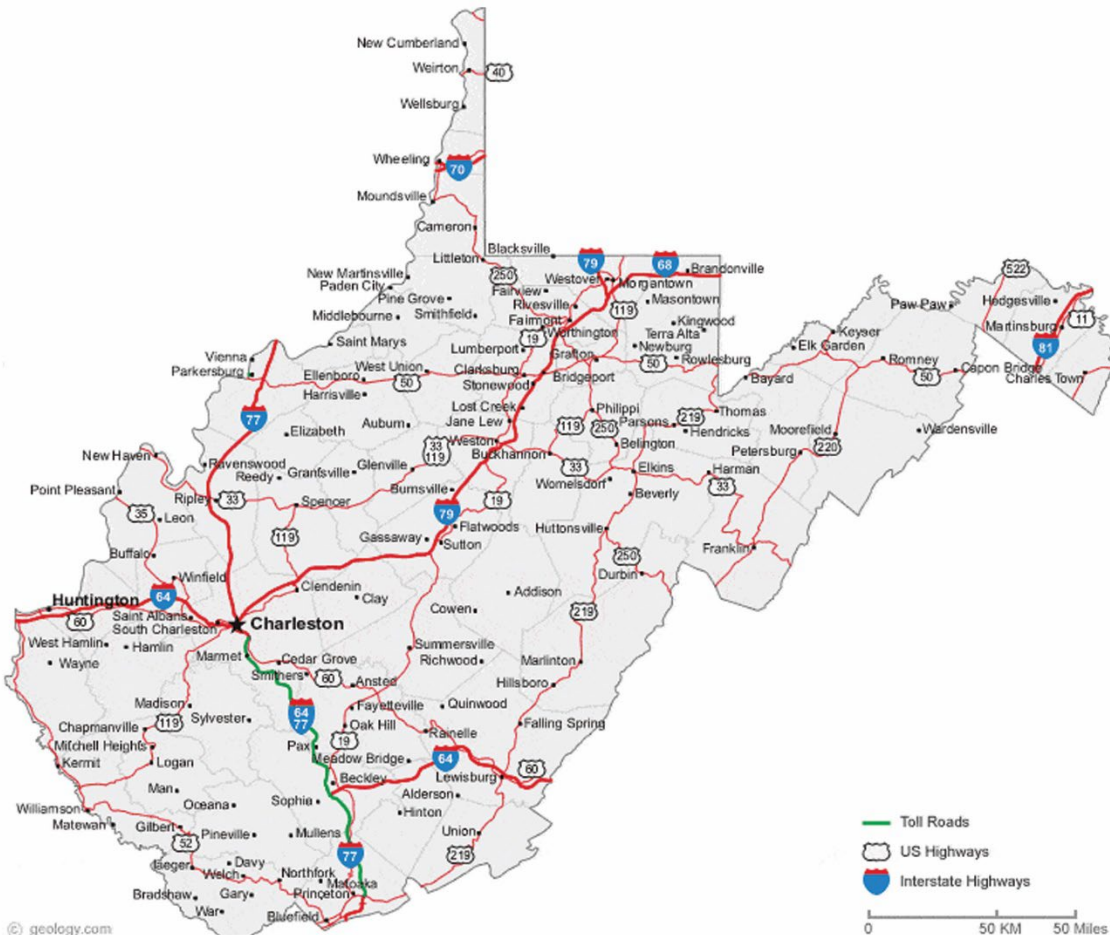 New Cumberland
Weirton
40
Wellsburg
Wheeling
70
Moundsville
Cameron
Blacksville
Littleton
79
68
Brandonville
250
Westover
Morgantown
New Martinsville
Paden City
Fairview
Masontown
Pine Grove
Rivesville
119
Middlebourne
Smithfield
Fairmont
Kingwood
Worthington
19
Terra Alta
Saint Marys
Lumberport
Newburg
Grafton
Rowlesburg
50
522
Paw Paw
Hedgesville
11
Martinsburg
81
Keyser
Elk Garden
Romney
Capon Bridge
50
Charles Town
Vienna
Parkersburg
West Union
Ellenboro
50
Clarksburg
Bridgeport
Stonewood
Bayard
Harrisville
77
Lost Creek
Philippi
219
Thomas
Auburn
Jane Lew
119
Parsons
Elizabeth
250
Hendricks
Moorefield
Wardensville
33
119
Weston
Belington
220
New Haven
Buckhannon
Petersburg
Ravenswood
Glenville
33
Elkins
Harman
Reedy
Grantsville
Womelsdorf
33
Point Pleasant
Burnsville
Beverly
Ripley
33
Spencer
19
35
Leon
79
Flatwoods
Huttonsville
119
Gassaway
Sutton
Franklin
Buffalo
250
Durbin
Winfield
Clendenin
Addison
64
Clay
Huntington
Cowen
219
60
Saint Albans
South Charleston
Charleston
West Hamlin
Hamlin
Summersville
Marmet
Cedar Grove
Richwood
Marlinton
Wayne
Smithers
60
Ansted
Hillsboro
Madison
Fayetteville
Quinwood
64
77
Sylvester
119
Oak Hill
Falling Spring
Chapmanville
Rainelle
19
Mitchell Heights
Pax
Meadow Bridge
64
Kermit
Logan
60
Beckley
Lewisburg
Man
Alderson
Oceana
Sophie
Williamson
Hinton
Matewan
Gilbert
Pineville
Mullens
Union
52
77
219
Iaeger
Davy
Welch
Northfork
Matoaka
Bradshaw
Gary
Princeton
War
Bluefield
Toll Roads
US Highways
Interstate Highways
0 50 KM 50 Miles
(c) geology.com